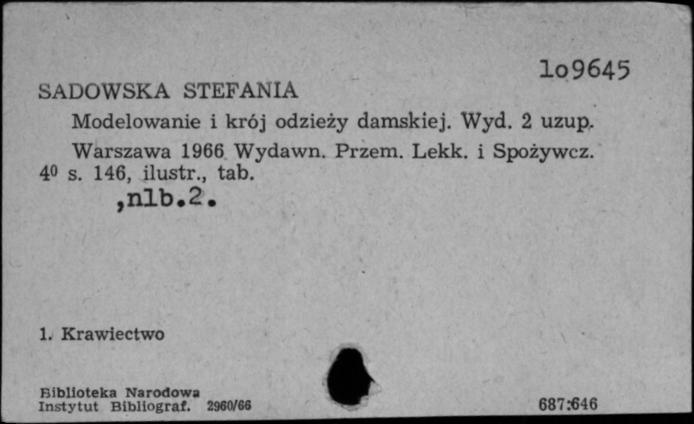 lo9645
SADOWSKA STEFANIA
Modelowanie i krój odzieży damskiej. Wyd. 2 uzup.
Warszawa 1966 Wydawn. Przem. Lekk. i Spożywcz.
4⁰ s. 146, ilustr., tab.
,nlb.2.
1. Krawiectwo
Biblioteka Narodowa
Instytut Bibliograf. 2960/66
687:646